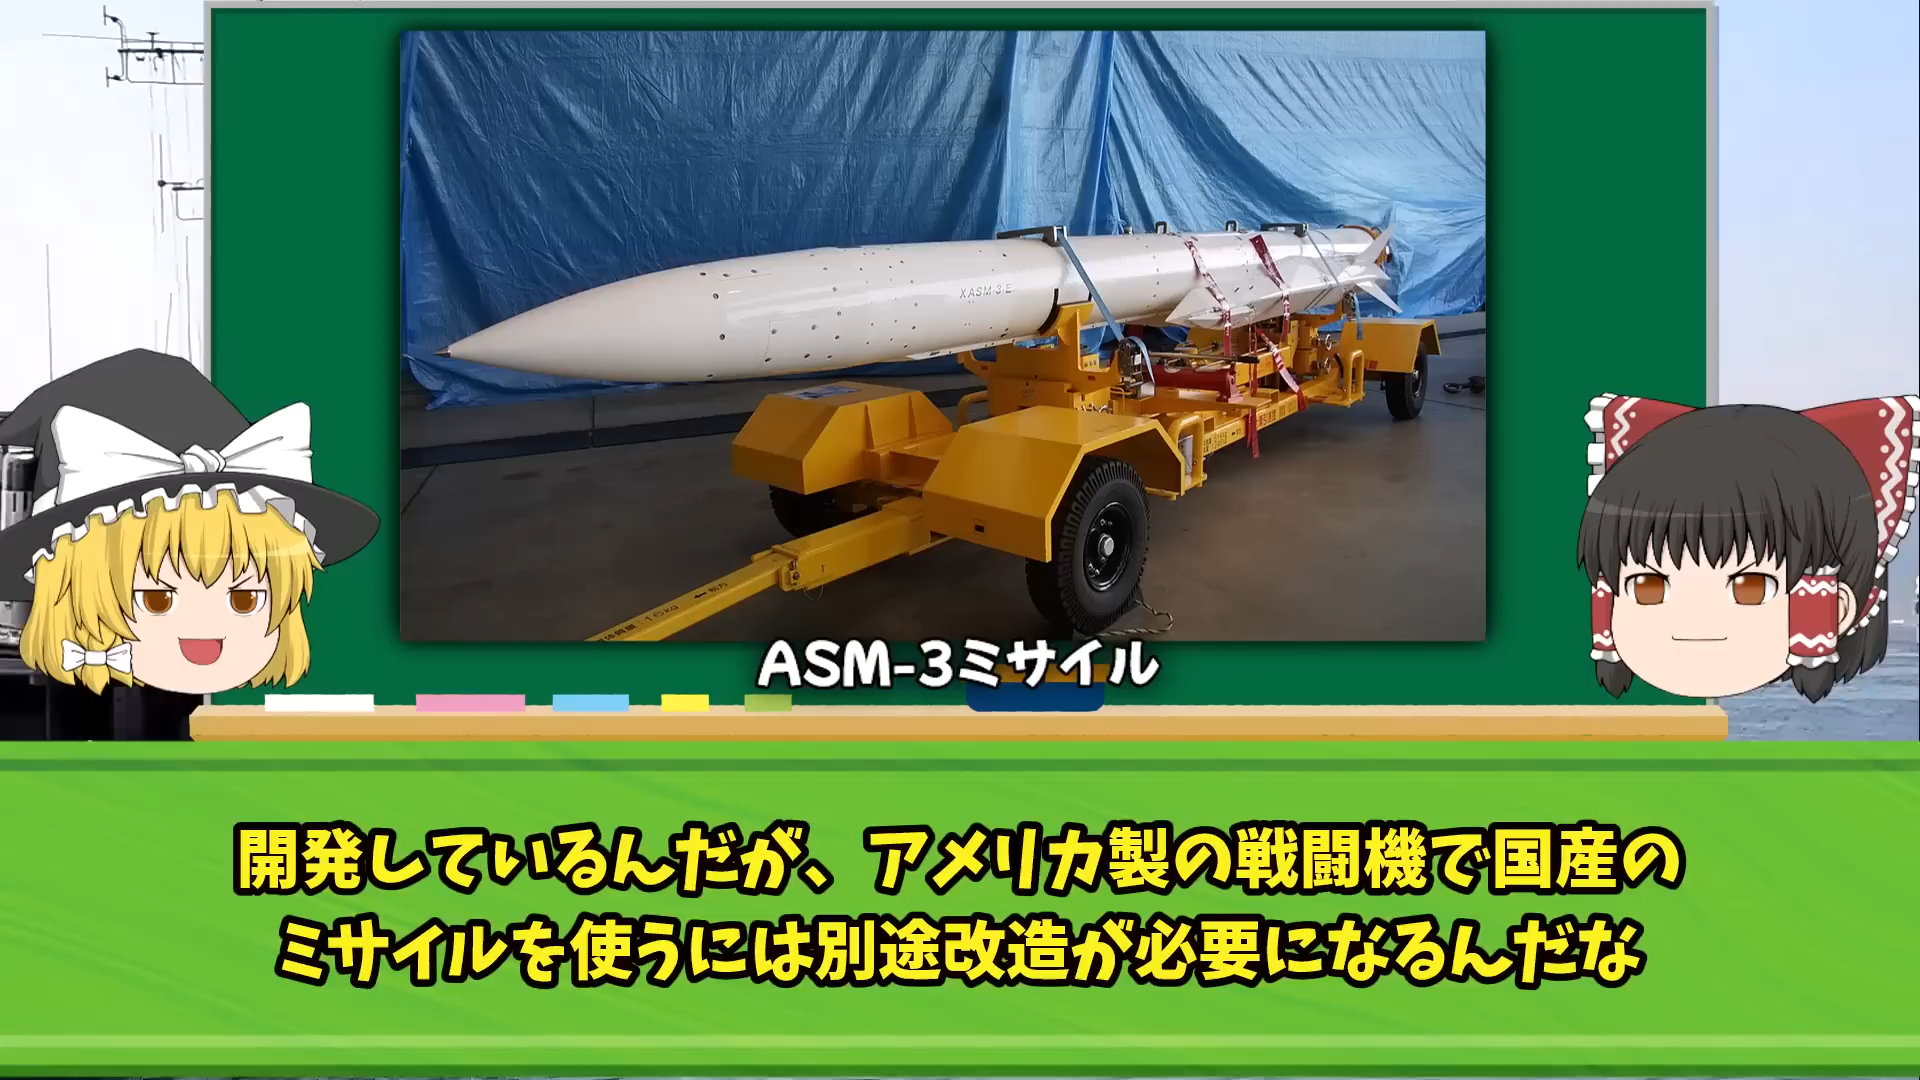 XASM-3-E
ASM-3ミサイル
開発しているんだが、アメリカ製の戦闘機で国産の
ミサイルを使うには別途改造が必要になるんだな